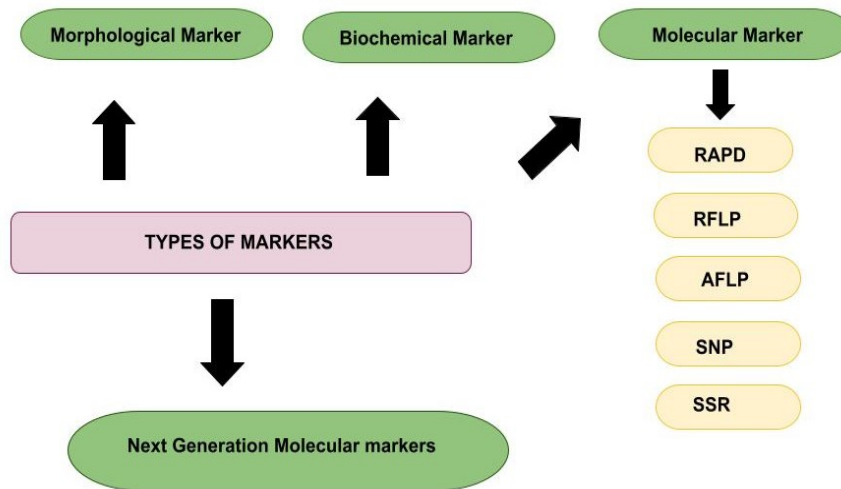 Morphological Marker
Biochemical Marker
Molecular Marker
RAPD
RFLP
TYPES OF MARKERS
AFLP
SNP
SSR
Next Generation Molecular markers